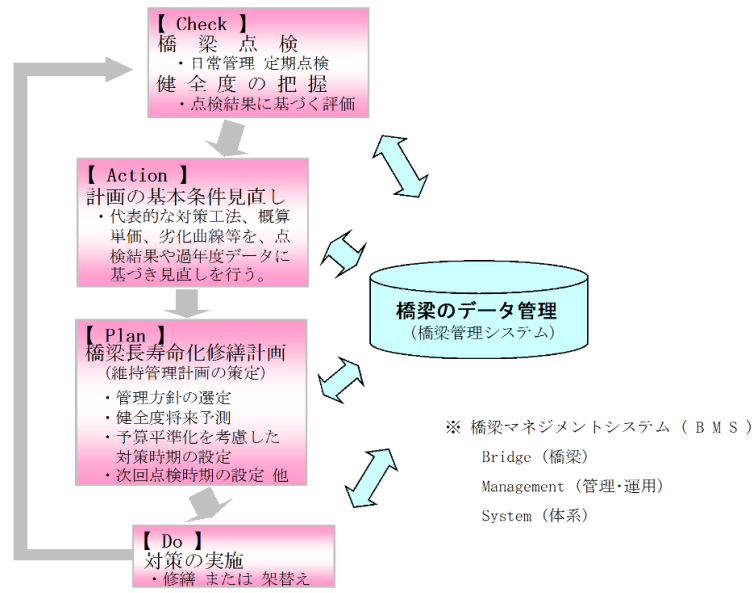 【 Check 】
橋 梁 点 検
・日常管理 定期点検
健 全 度 の 把 握
・点検結果に基づく評価
【 Action 】
計画の基本条件見直し
・代表的な対策工法、概算
単価、劣化曲線等を、点
検結果や過年度データに
基づき見直しを行う。
【 Plan 】
橋梁長寿命化修繕計画
(維持管理計画の策定)
・管理方針の選定
・健全度将来予測
・予算平準化を考慮した
対策時期の設定
・次回点検時期の設定 他
【 Do 】
対策の実施
・修繕 または 架替え
橋梁のデータ管理
(橋梁管理システム)
※ 橋梁マネジメントシステム ( B M S )
Bridge (橋梁)
Management (管理･運用)
System (体系)